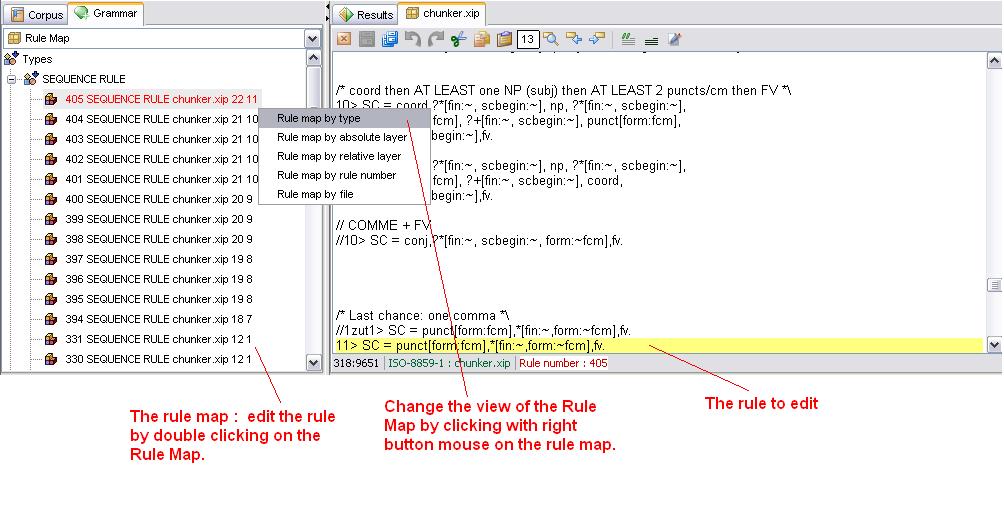 Corpus Grammar
Rule Map
Types
SEQUENCE RULE
405 SEQUENCE RULE chunker.xip 22 11
404 SEQUENCE RULE chunker.xip 21 10
403 SEQUENCE RULE chunker.xip 21 10
402 SEQUENCE RULE chunker.xip 21 10
401 SEQUENCE RULE chunker.xip 21 10
400 SEQUENCE RULE chunker.xip 20 9
399 SEQUENCE RULE chunker.xip 20 9
398 SEQUENCE RULE chunker.xip 20 9
397 SEQUENCE RULE chunker.xip 19 8
396 SEQUENCE RULE chunker.xip 19 8
395 SEQUENCE RULE chunker.xip 19 8
394 SEQUENCE RULE chunker.xip 18 7
331 SEQUENCE RULE chunker.xip 12 1
330 SEQUENCE RULE chunker.xip 12 1
Rule map by type
Rule map by absolute layer
Rule map by relative layer
Rule map by rule number
Rule map by file
Results chunker.xip
13
/* coord then AT LEAST one NP (subj) then AT LEAST 2 puncts/cm then FV *\
10> SC = coord ?*[fin:~, scbegin:~], np, ?*[fin:~,
fcm], ?+[fin:~, scbegin:~], punct[form:fcm],
begin:~],fv.
?*[fin:~, scbegin:~], np, ?*[fin:~,
fcm], ?+[fin:~, scbegin:~], coord,
begin:~],fv.
// COMME + FV
//10> SC = conj,?*[fin:~, scbegin:~, form:~fcm],fv.
/* Last chance: one comma *\
//1zut1> SC = punct[form:fcm],*[fin:~,form:~fcm],fv.
11> SC = punct[form:fcm],*[fin:~,form:~fcm],fv.
318:9651 ISO-8859-1 : chunker.xip Rule number : 405
The rule map : edit the rule
by double clicking on the
Rule Map.
Change the view of the Rule
Map by clicking with right
button mouse on the rule map.
The rule to edit